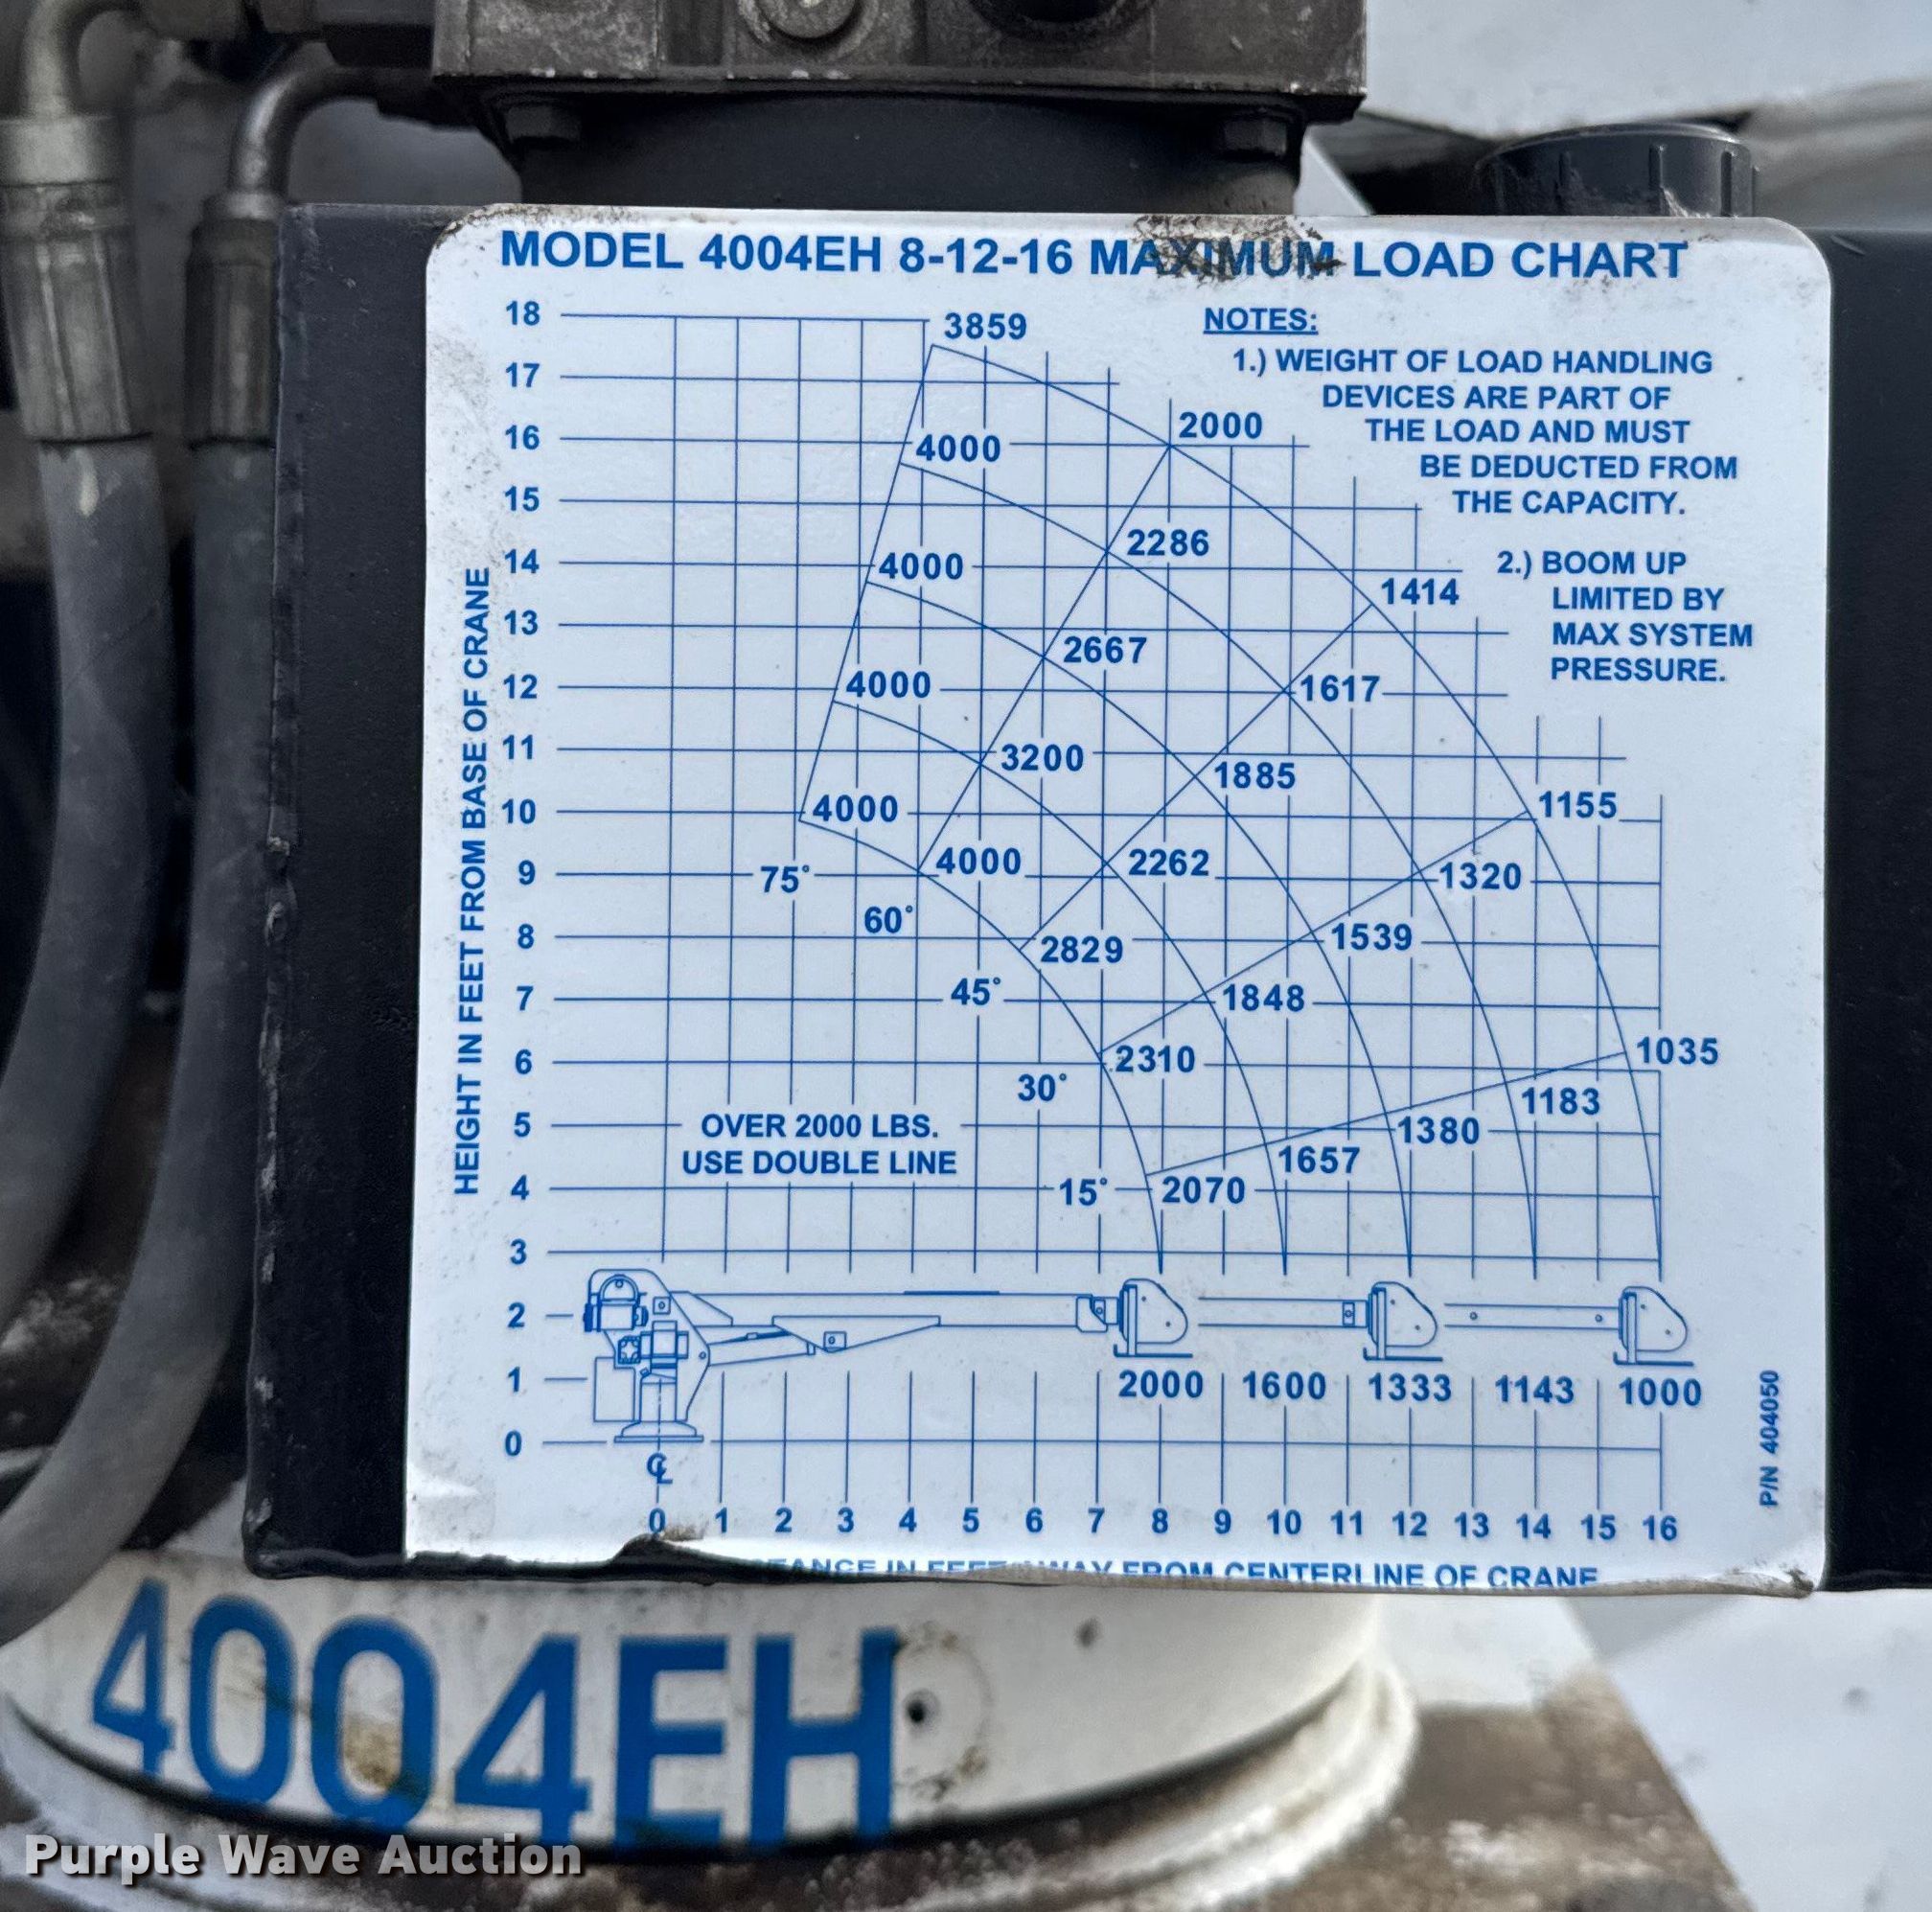 MODEL 4004EH 8-12-16 MAXIMUM LOAD CHART
18
3859
NOTES:
1.) WEIGHT OF LOAD HANDLING
DEVICES ARE PART OF
THE LOAD AND MUST
BE DEDUCTED FROM
THE CAPACITY.
17
2000
16
4000
15
2286
2.) BOOM UP
LIMITED BY
MAX SYSTEM
PRESSURE.
14
4000
1414
13
2667
12
4000
1617
11
3200
1885
10
4000
1155
9
75°
4000
2262
1320
60°
8
2829
1539
7
45°
1848
6
2310
1035
30°
1183
5
OVER 2000 LBS.
USE DOUBLE LINE
1380
1657
4
15°
2070
3
2
1
2000 1600 1333 1143 1000
0
CL
0 1 2 3 4 5 6 7 8 9 10 11 12 13 14 15 16
FROM CENTERLINE OF CRANE
HEIGHT IN FEET FROM BASE OF CRANE
P/N 404050
4004EH
Purple Wave Auction